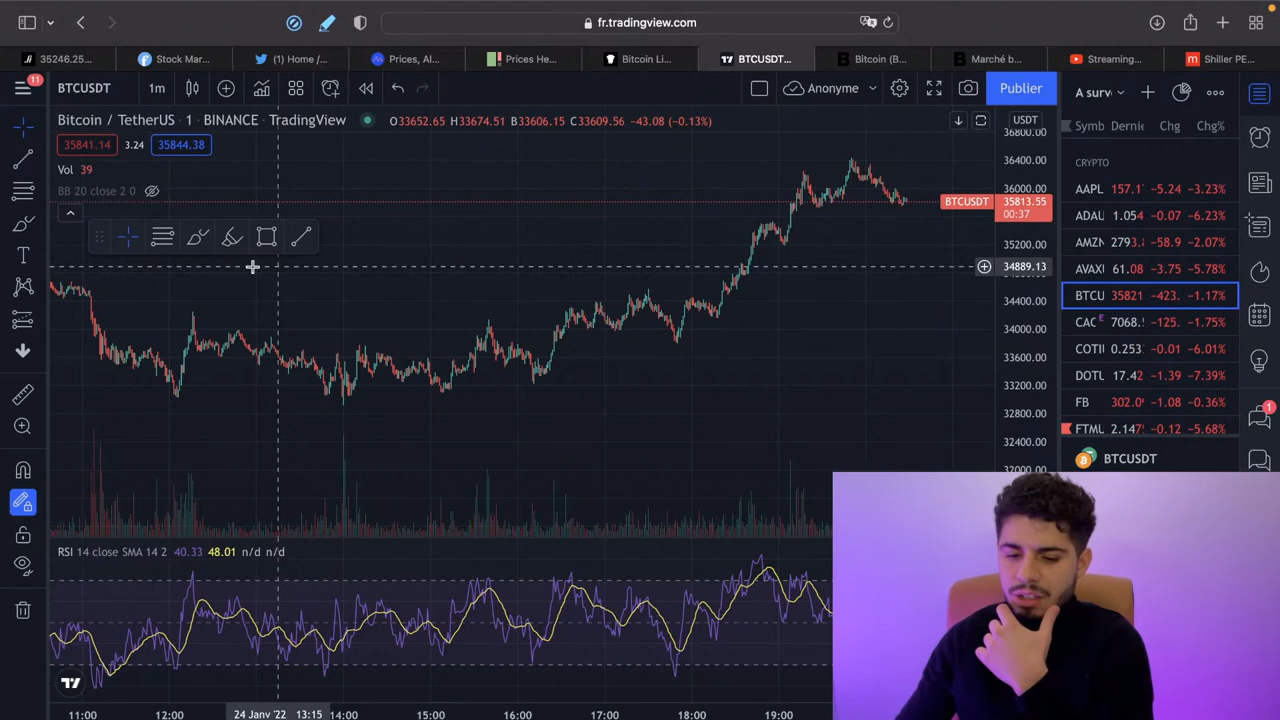 fr.tradingview.com
35246.25...
Stock Mar...
(1) Home /...
Prices, Al...
Prices He...
Bitcoin Li...
BTCUSDT...
Bitcoin (B...
Marché b...
Streaming...
Shiller PE...
11
BTCUSDT
1m
Anonyme
Publier
A surv
Bitcoin / TetherUS · 1 · BINANCE · TradingView
O33652.65 H33674.51 B33606.15 C33609.56 −43.08 (−0.13%)
USDT
Symb Dernie Chg Chg%
35841.14 3.24 35844.38
Vol 39
BB 20 close 2 0
CRYPTO
AAPL 157.1 −5.24 −3.23%
ADAU 1.054 −0.07 −6.23%
AMZN 2793. −58.9 −2.07%
AVAX 61.08 −3.75 −5.78%
BTCU 35821 −423. −1.17%
CAC E 7068. −125. −1.75%
COTI 0.253 −0.01 −6.01%
DOTU 17.42 −1.39 −7.39%
FB 302.0 −1.08 −0.36%
FTMU 2.147 −0.12 −5.68%
1
BTCUSDT
36800.00
36400.00
36000.00
BTCUSDT 35813.55
00:37
35200.00
34889.13
34400.00
34000.00
33600.00
33200.00
32800.00
32400.00
32000.00
RSI 14 close SMA 14 2 40.33 48.01 n/d n/d
11:00 12:00 24 Janv '22 13:15 14:00 15:00 16:00 17:00 18:00 19:00